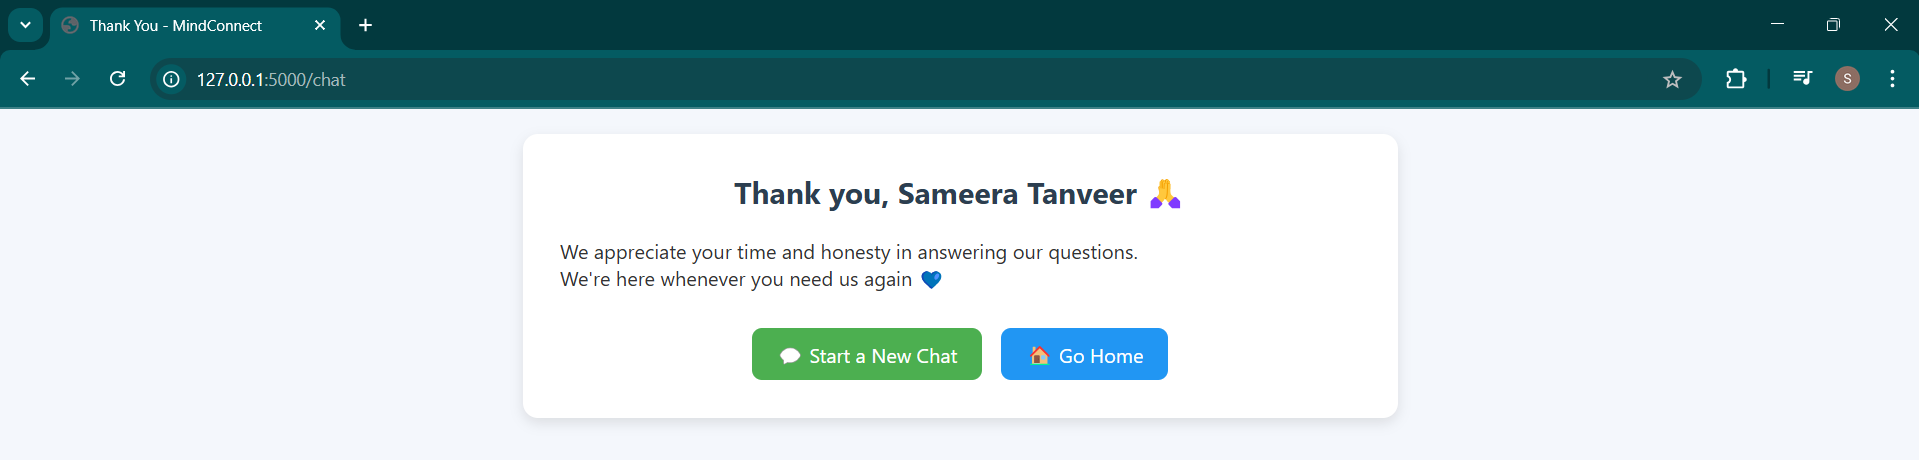 Thank You - MindConnect
127.0.0.1:5000/chat
S
Thank you, Sameera Tanveer 🙏
We appreciate your time and honesty in answering our questions.
We're here whenever you need us again 💙
💬 Start a New Chat
🏠 Go Home